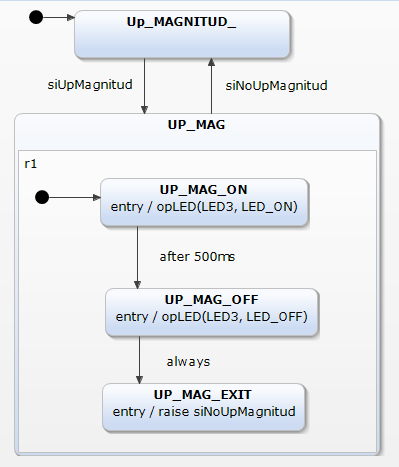 Up_MAGNITUD_
siUpMagnitud
siNoUpMagnitud
UP_MAG
r1
UP_MAG_ON
entry / opLED(LED3, LED_ON)
after 500ms
UP_MAG_OFF
entry / opLED(LED3, LED_OFF)
always
UP_MAG_EXIT
entry / raise siNoUpMagnitud